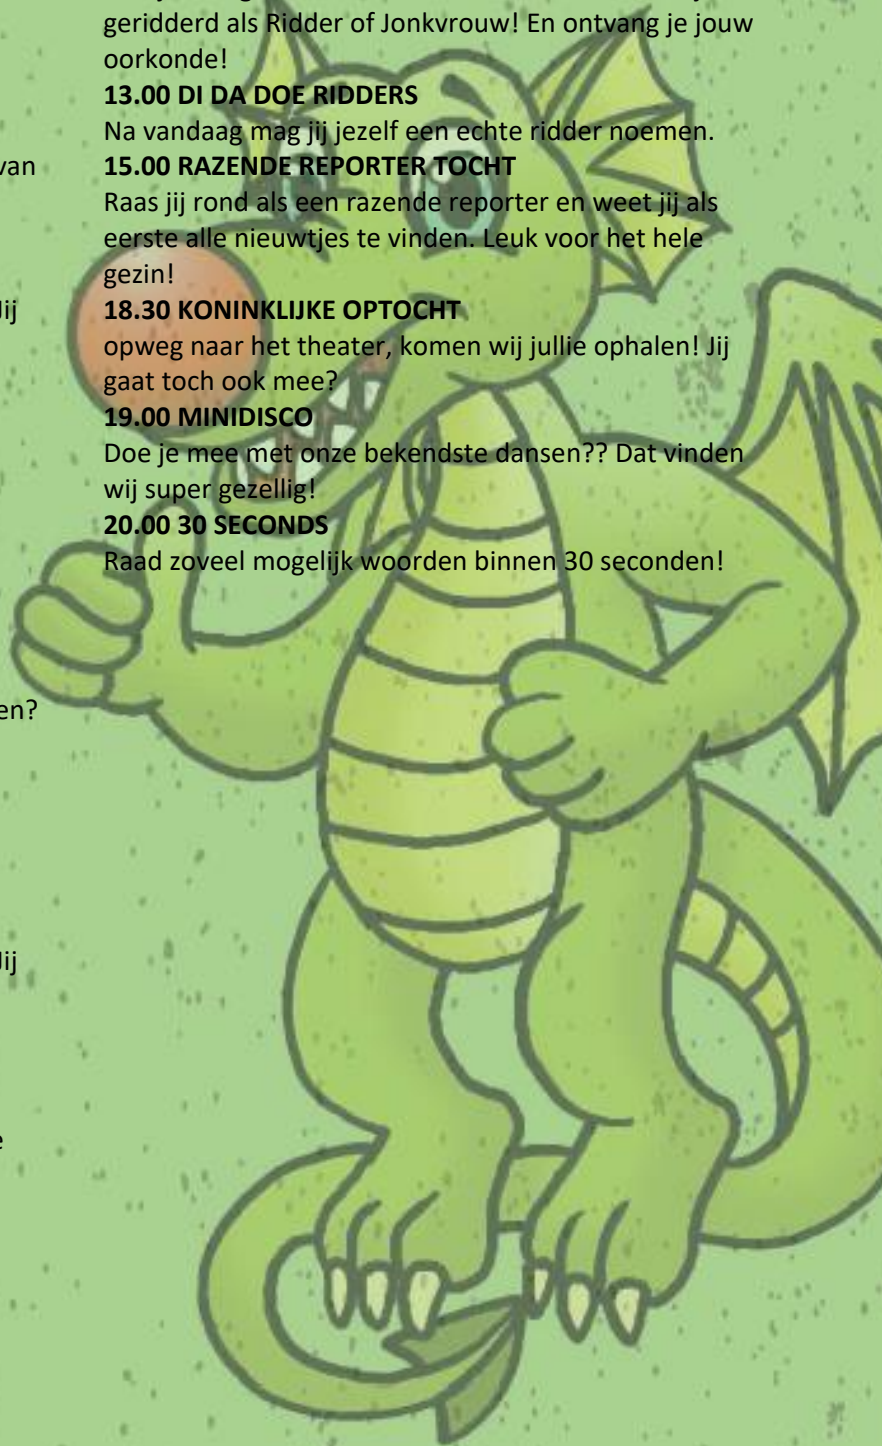 geridderd als Ridder of Jonkvrouw! En ontvang je jouw
oorkonde!
13.00 DI DA DOE RIDDERS
Na vandaag mag jij jezelf een echte ridder noemen.
15.00 RAZENDE REPORTER TOCHT
Raas jij rond als een razende reporter en weet jij als
eerste alle nieuwtjes te vinden. Leuk voor het hele
gezin!
18.30 KONINKLIJKE OPTOCHT
opweg naar het theater, komen wij jullie ophalen! Jij
gaat toch ook mee?
19.00 MINIDISCO
Doe je mee met onze bekendste dansen?? Dat vinden
wij super gezellig!
20.00 30 SECONDS
Raad zoveel mogelijk woorden binnen 30 seconden!
van
Jij
en?
Jij
e